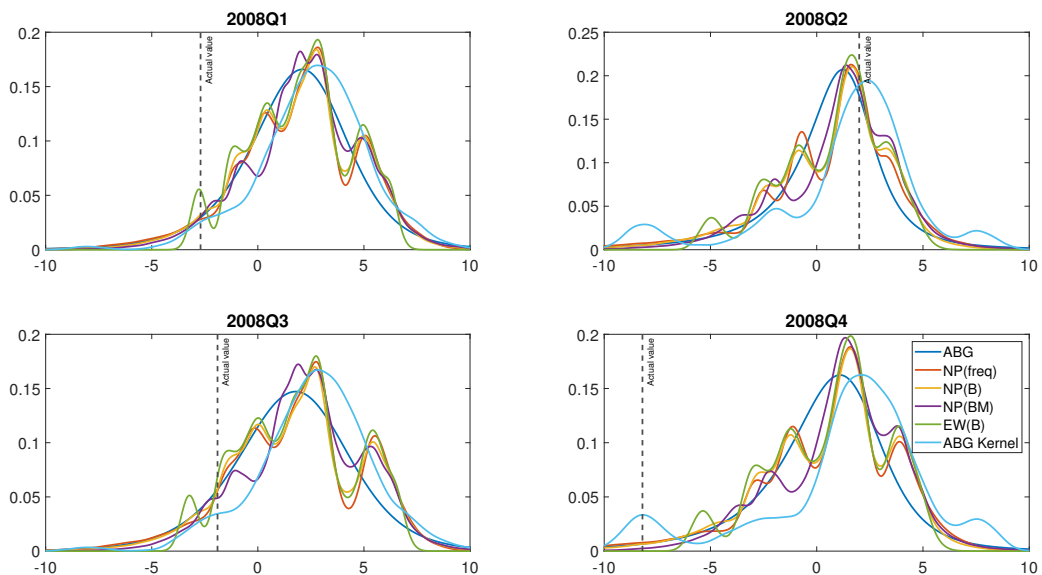 2008Q1
0.2
0.15
0.1
0.05
0
Actual value
-10 -5 0 5 10
2008Q2
0.25
0.2
0.15
0.1
0.05
0
Actual value
-10 -5 0 5 10
2008Q3
0.2
0.15
0.1
0.05
0
Actual value
-10 -5 0 5 10
2008Q4
0.2
0.15
0.1
0.05
0
Actual value
ABG
NP(freq)
NP(B)
NP(BM)
EW(B)
ABG Kernel
-10 -5 0 5 10